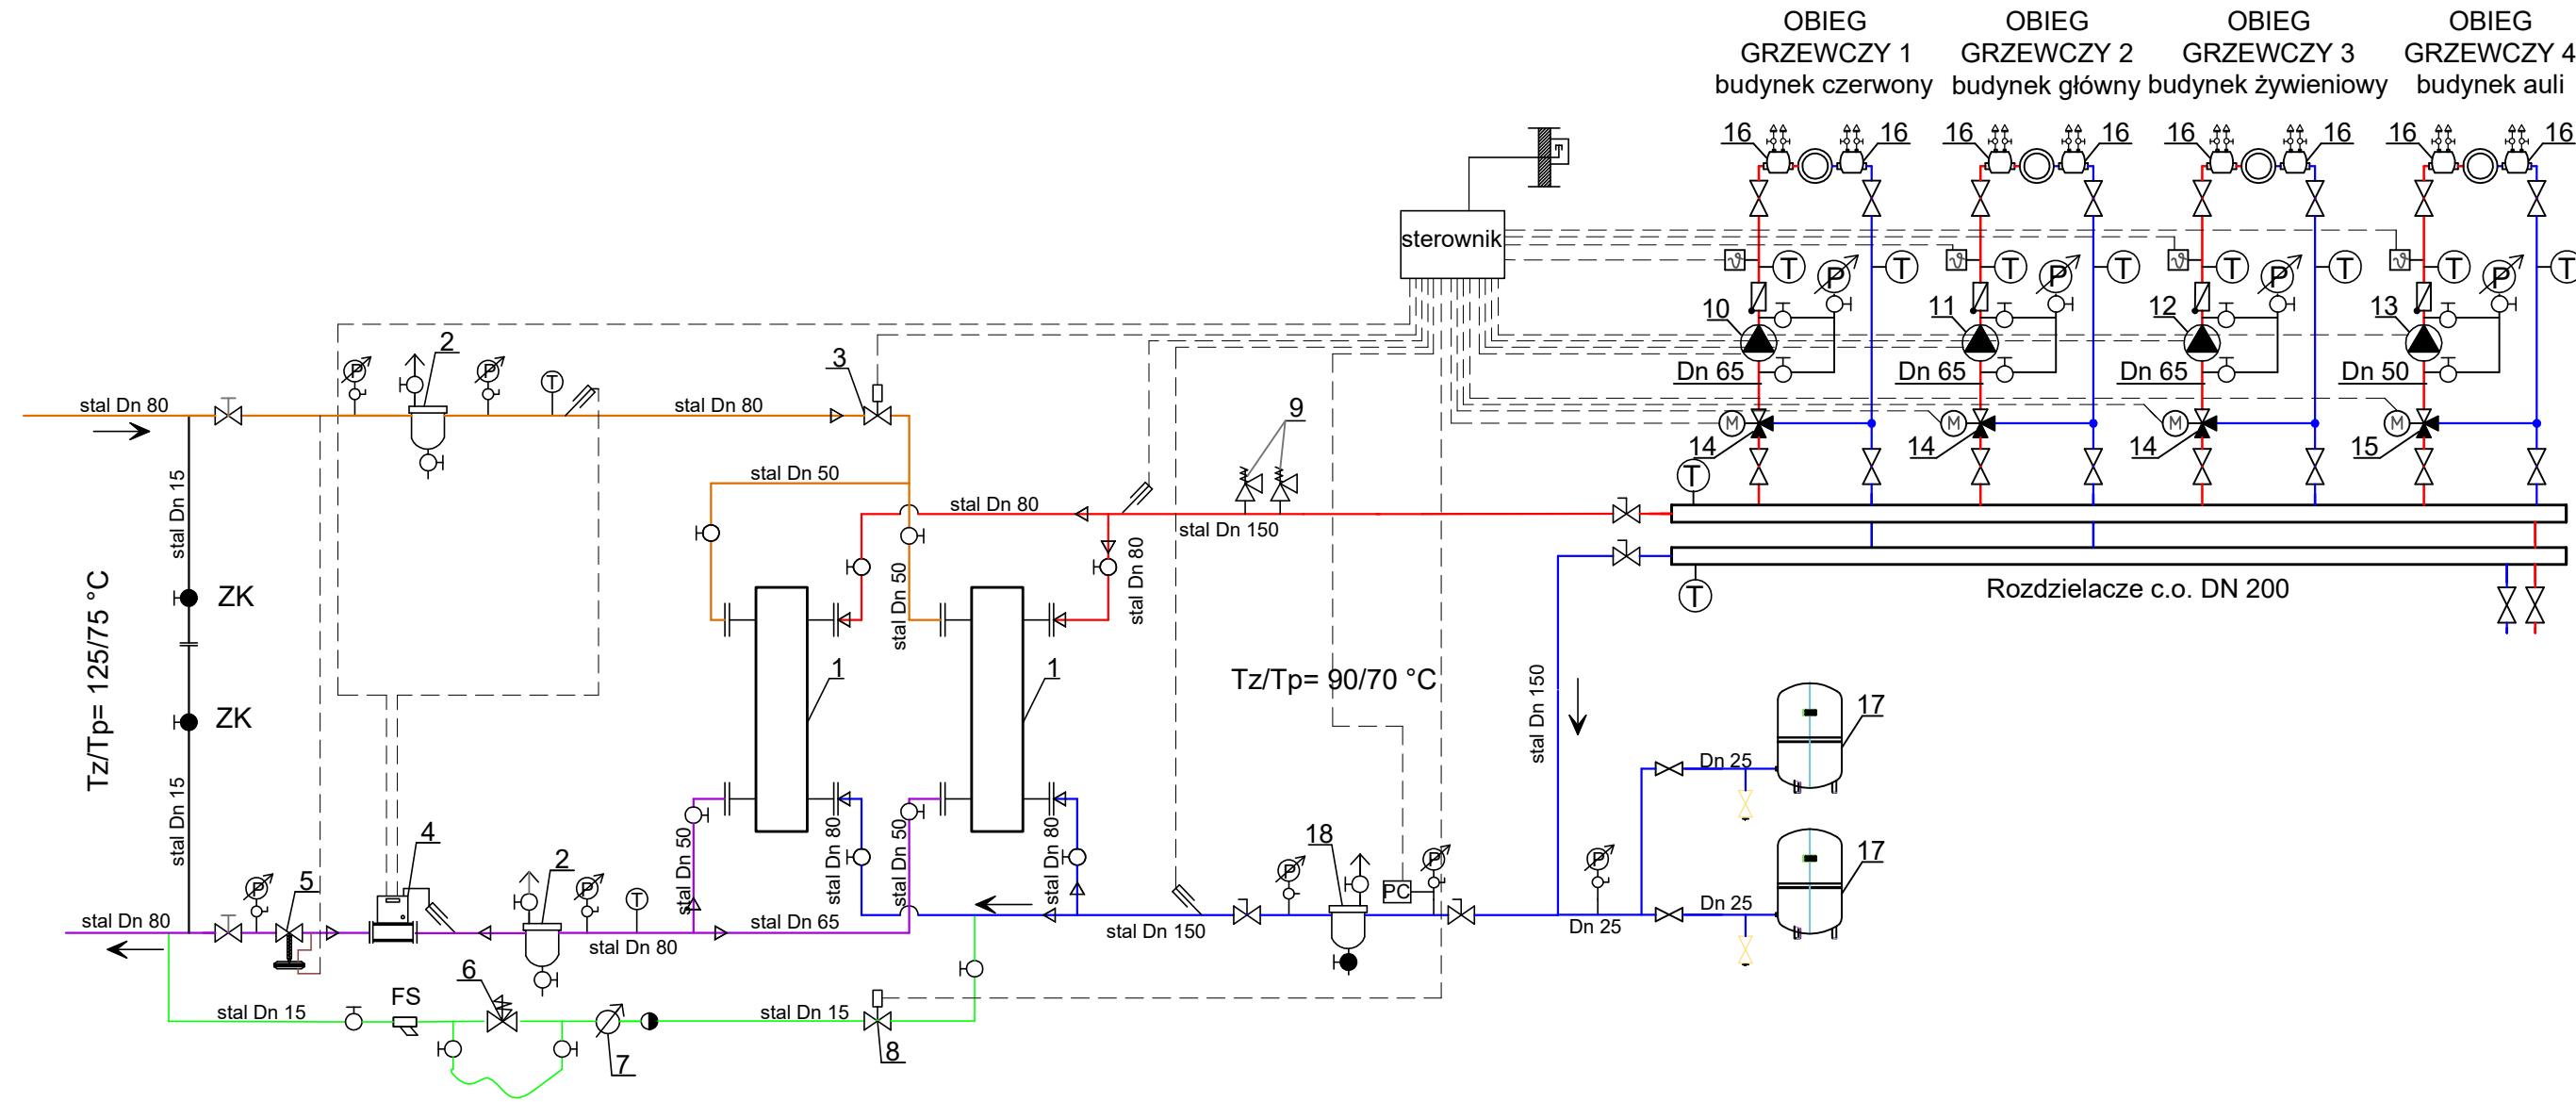 OBIEG
GRZEWCZY 1
budynek czerwony
OBIEG
GRZEWCZY 2
budynek główny
OBIEG
GRZEWCZY 3
budynek żywieniowy
OBIEG
GRZEWCZY 4
budynek auli
16
16
16
16
16
16
16
16
sterownik
ϑ
T
P
T
ϑ
T
P
T
ϑ
T
P
T
ϑ
T
P
T
10
11
12
13
Dn 65
Dn 65
Dn 65
Dn 50
M
M
M
M
14
14
14
15
T
T
Rozdzielacze c.o. DN 200
2
3
P
P
T
stal Dn 80
stal Dn 80
9
stal Dn 50
stal Dn 80
stal Dn 150
stal Dn 15
stal Dn 50
stal Dn 80
ZK
ZK
Tz/Tp= 125/75 °C
1
1
Tz/Tp= 90/70 °C
stal Dn 150
17
Dn 25
17
Dn 25
Dn 25
P
stal Dn 15
4
5
2
P
P
T
stal Dn 50
stal Dn 80
stal Dn 50
stal Dn 80
18
P
PC
P
stal Dn 80
stal Dn 80
stal Dn 65
stal Dn 150
6
FS
stal Dn 15
stal Dn 15
7
8